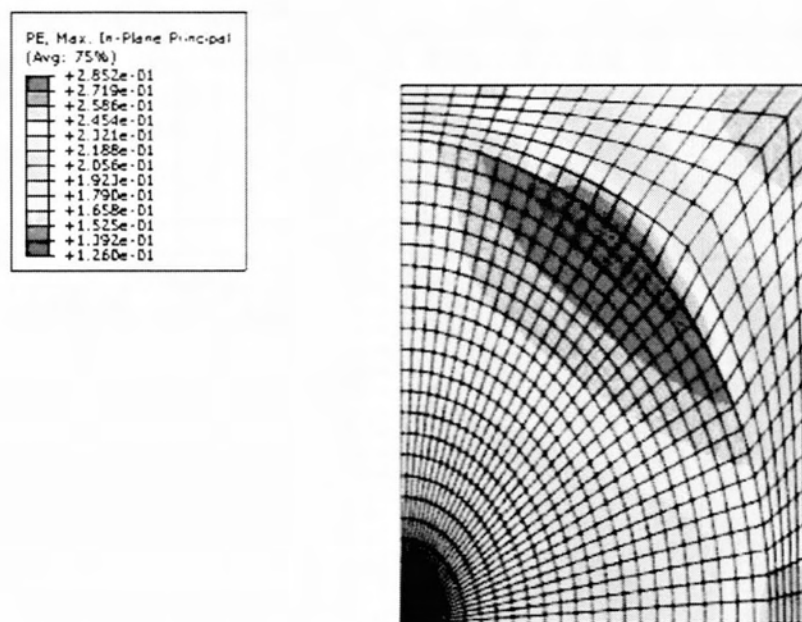 PE, Max. In-Plane Principal
(Avg: 75%)
+2.852e-01
+2.719e-01
+2.586e-01
+2.454e-01
+2.321e-01
+2.188e-01
+2.056e-01
+1.923e-01
+1.790e-01
+1.658e-01
+1.525e-01
+1.392e-01
+1.260e-01